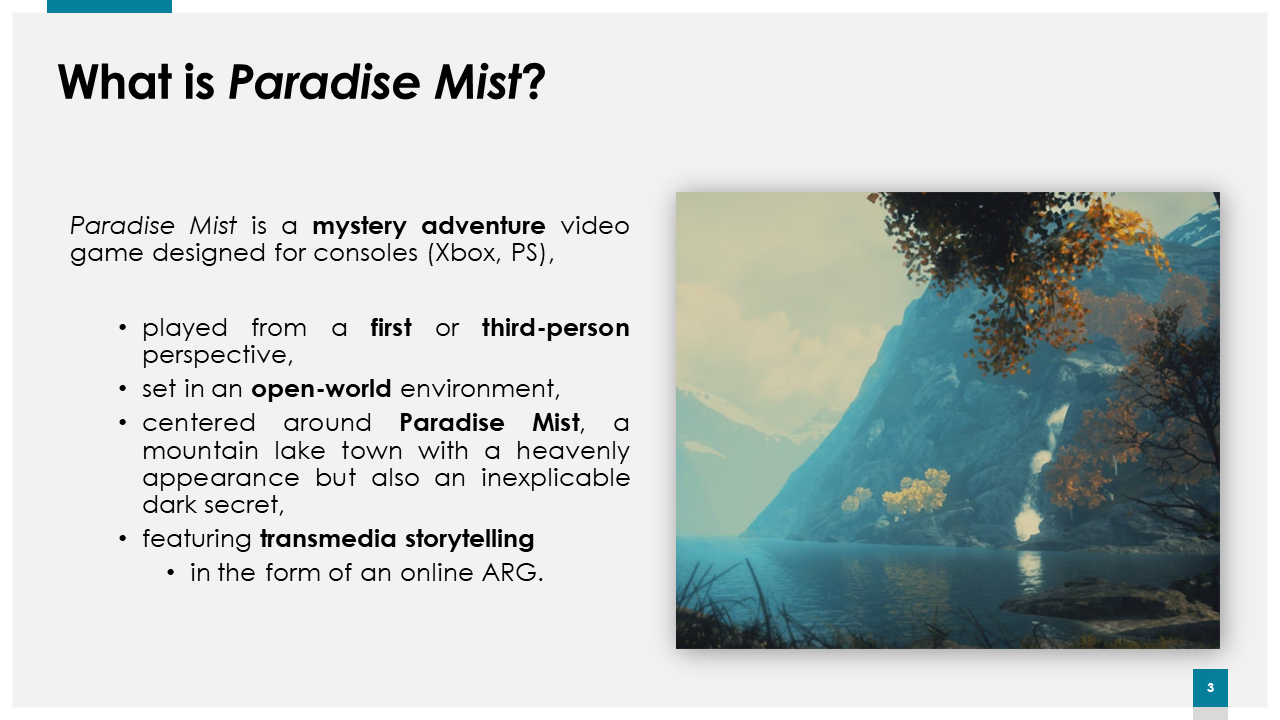 What is Paradise Mist?
Paradise Mist is a mystery adventure video
game designed for consoles (Xbox, PS),
• played from a first or third-person
perspective,
• set in an open-world environment,
• centered around Paradise Mist, a
mountain lake town with a heavenly
appearance but also an inexplicable
dark secret,
• featuring transmedia storytelling
• in the form of an online ARG.
3